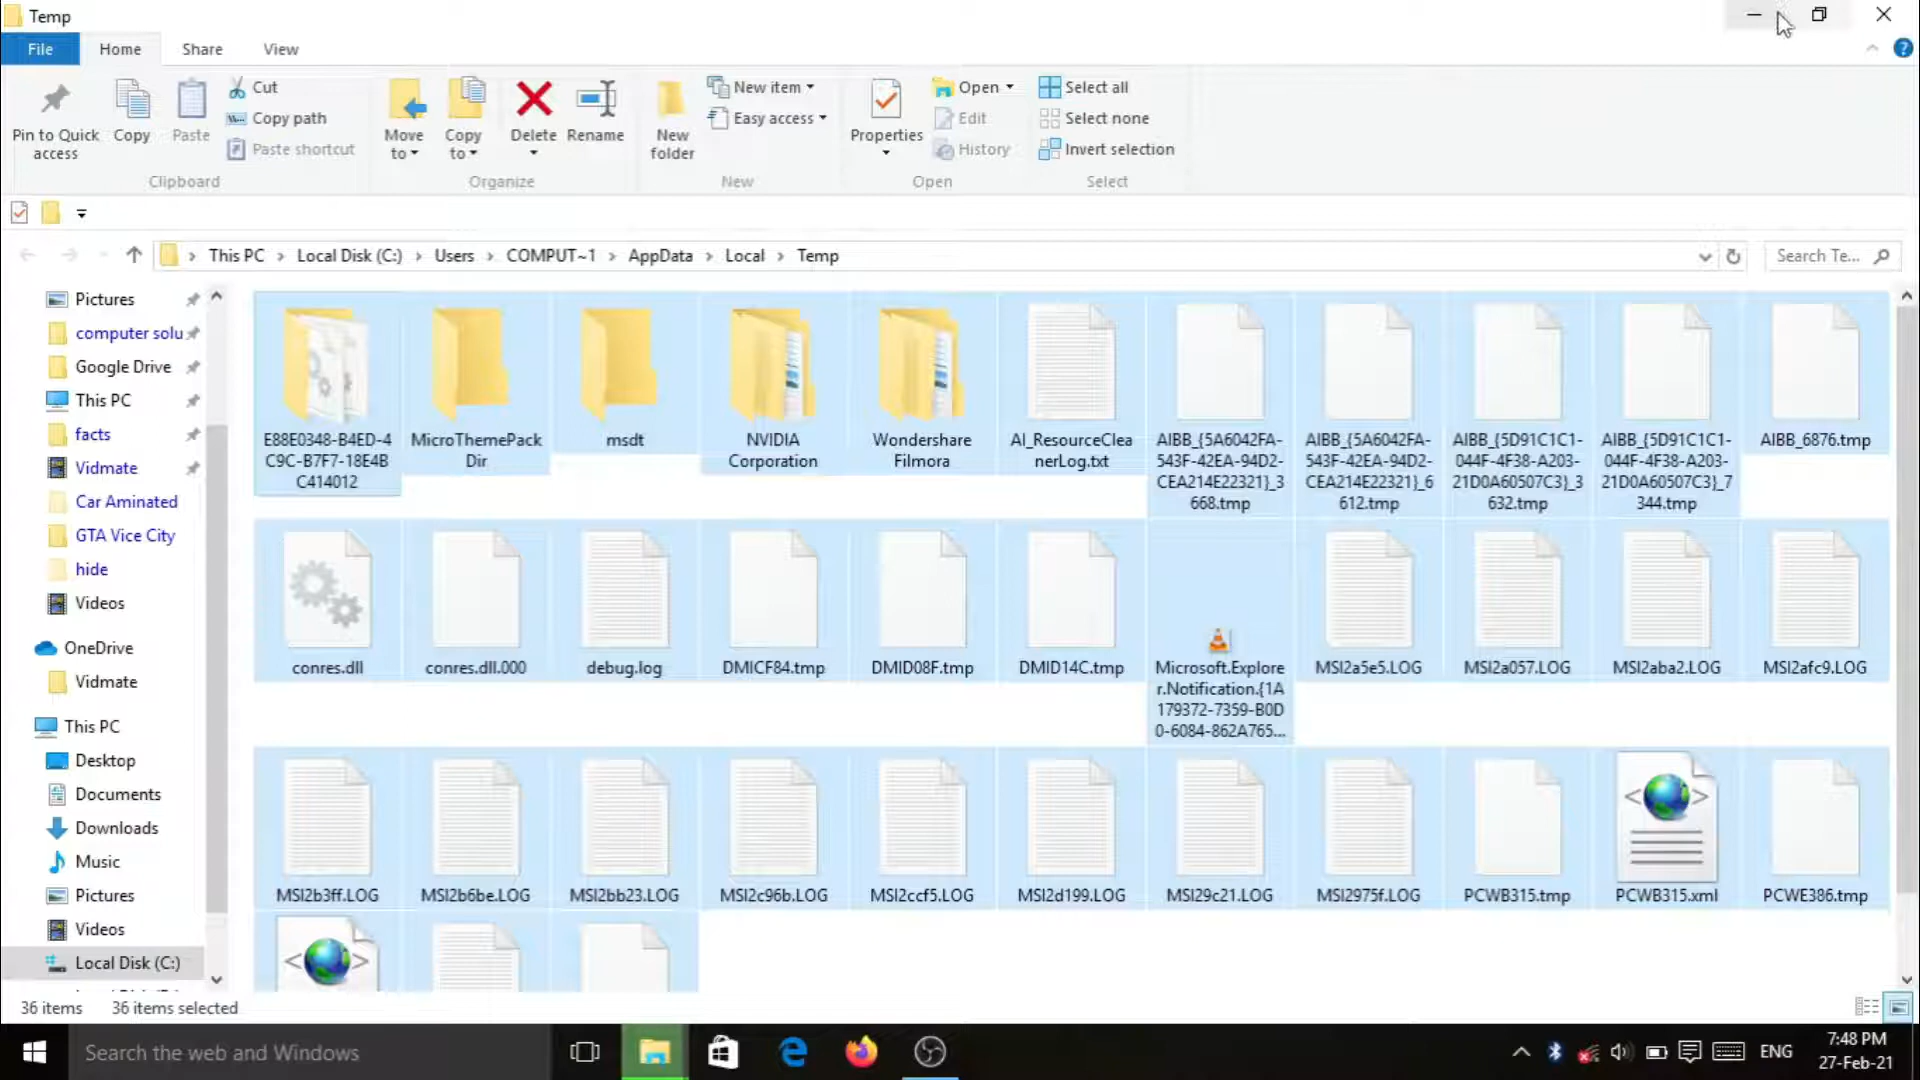 Temp
File Home Share View
Pin to Quick access
Copy
Paste
Cut
Copy path
Paste shortcut
Clipboard
Move to
Copy to
Delete
Rename
Organize
New folder
New item
Easy access
New
Properties
Open
Edit
History
Open
Select all
Select none
Invert selection
Select
This PC > Local Disk (C:) > Users > COMPUT~1 > AppData > Local > Temp
Search Te...
Pictures
computer solu
Google Drive
This PC
facts
Vidmate
Car Aminated
GTA Vice City
hide
Videos
OneDrive
Vidmate
This PC
Desktop
Documents
Downloads
Music
Pictures
Videos
Local Disk (C:)
E88E0348-B4ED-4
C9C-B7F7-18E4B
C414012
MicroThemePack
Dir
msdt
NVIDIA
Corporation
Wondershare
Filmora
AI_ResourceClea
nerLog.txt
AIBB_{5A6042FA-
543F-42EA-94D2-
CEA214E22321}_3
668.tmp
AIBB_{5A6042FA-
543F-42EA-94D2-
CEA214E22321}_6
612.tmp
AIBB_{5D91C1C1-
044F-4F38-A203-
21D0A60507C3}_3
632.tmp
AIBB_{5D91C1C1-
044F-4F38-A203-
21D0A60507C3}_7
344.tmp
AIBB_6876.tmp
conres.dll
conres.dll.000
debug.log
DMICF84.tmp
DMID08F.tmp
DMID14C.tmp
Microsoft.Explore
r.Notification.{1A
179372-7359-B0D
0-6084-862A765...
MSI2a5e5.LOG
MSI2a057.LOG
MSI2aba2.LOG
MSI2afc9.LOG
MSI2b3ff.LOG
MSI2b6be.LOG
MSI2bb23.LOG
MSI2c96b.LOG
MSI2ccf5.LOG
MSI2d199.LOG
MSI29c21.LOG
MSI2975f.LOG
PCWB315.tmp
PCWB315.xml
PCWE386.tmp
36 items 36 items selected
Search the web and Windows
ENG
7:48 PM
27-Feb-21